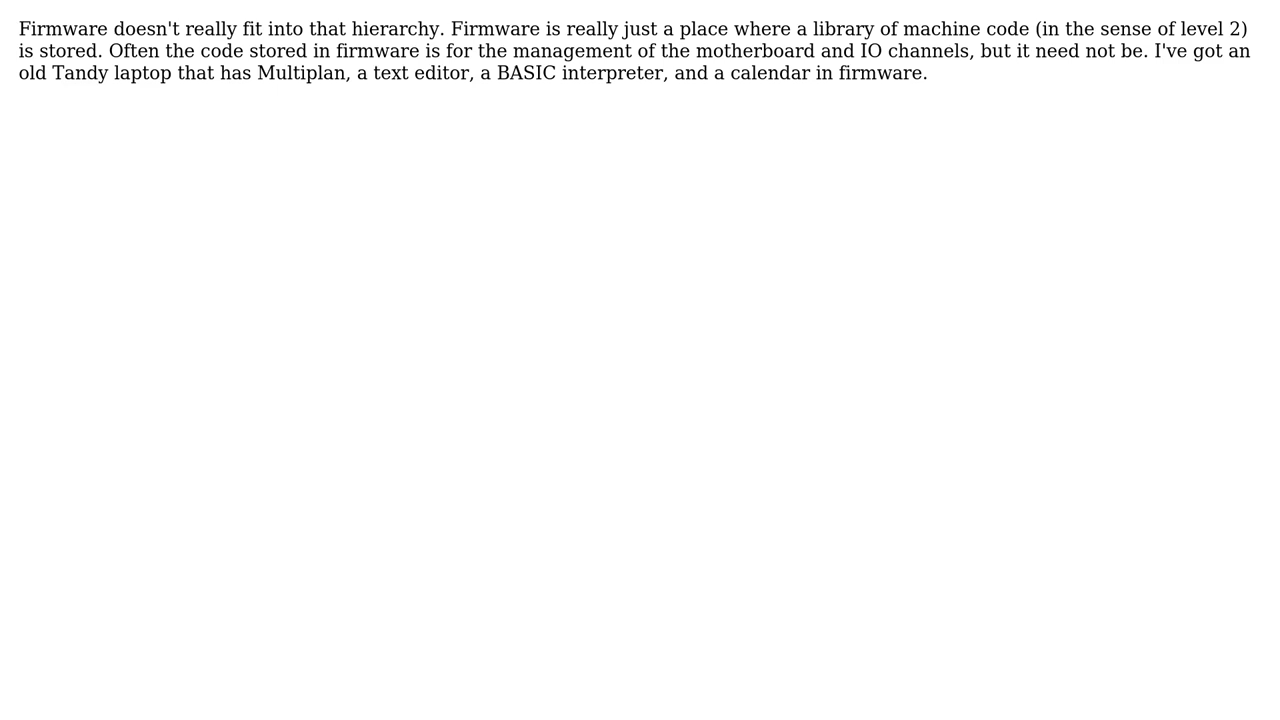 Firmware doesn't really fit into that hierarchy. Firmware is really just a place where a library of machine code (in the sense of level 2)
is stored. Often the code stored in firmware is for the management of the motherboard and IO channels, but it need not be. I've got an
old Tandy laptop that has Multiplan, a text editor, a BASIC interpreter, and a calendar in firmware.